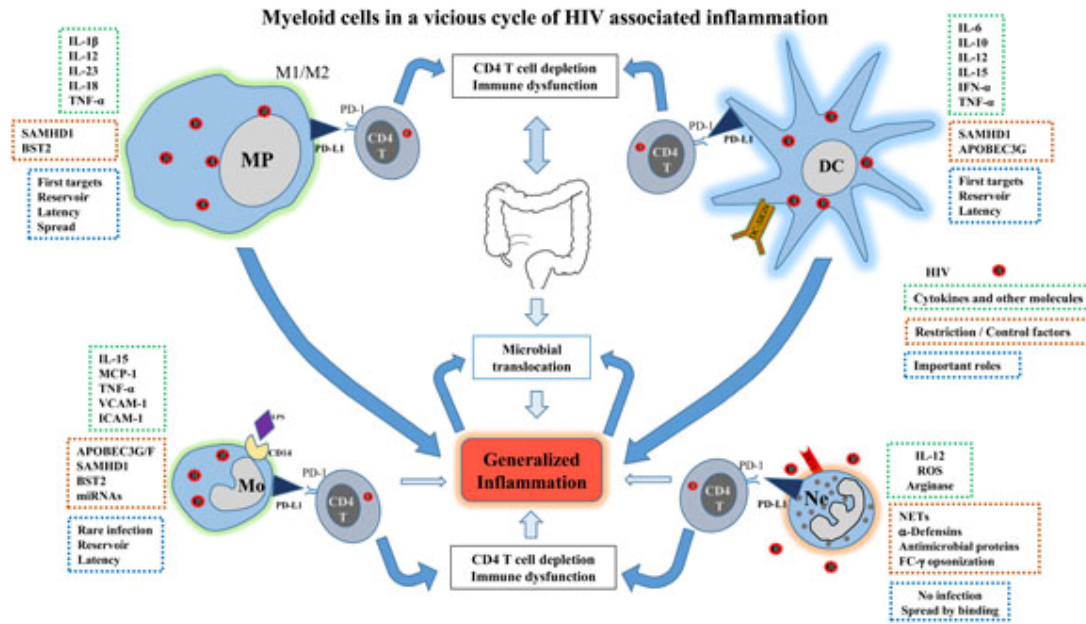 Myeloid cells in a vicious cycle of HIV associated inflammation
IL-1β
IL-12
IL-23
IL-18
TNF-α
SAMHD1
BST2
First targets
Reservoir
Latency
Spread
M1/M2
MP
PD-1
PD-L1
CD4
T
CD4 T cell depletion
Immune dysfunction
PD-1
PD-L1
CD4
T
DC
DC-SIGN
IL-6
IL-10
IL-12
IL-15
IFN-α
TNF-α
SAMHD1
APOBEC3G
First targets
Reservoir
Latency
HIV
Cytokines and other molecules
Restriction / Control factors
Important roles
Microbial
translocation
Generalized
Inflammation
IL-15
MCP-1
TNF-α
VCAM-1
ICAM-1
APOBEC3G/F
SAMHD1
BST2
miRNAs
Rare infection
Reservoir
Latency
LPS
CD14
Mo
PD-1
PD-L1
CD4
T
CD4 T cell depletion
Immune dysfunction
PD-1
PD-L1
CD4
T
Ne
IL-12
ROS
Arginase
NETs
α-Defensins
Antimicrobial proteins
FC-γ opsonization
No infection
Spread by binding